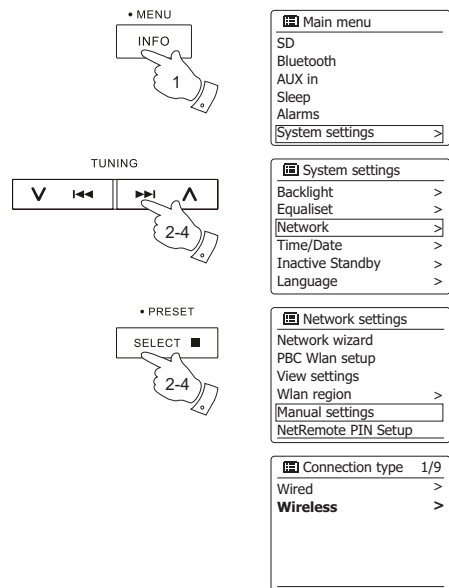 • MENU
INFO
1
Main menu
SD
Bluetooth
AUX in
Sleep
Alarms
System settings >
TUNING
2-4
System settings
Backlight >
Equaliset >
Network >
Time/Date >
Inactive Standby >
Language >
• PRESET
SELECT ■
2-4
Network settings
Network wizard
PBC Wlan setup
View settings
Wlan region >
Manual settings
NetRemote PIN Setup
Connection type 1/9
Wired >
Wireless >